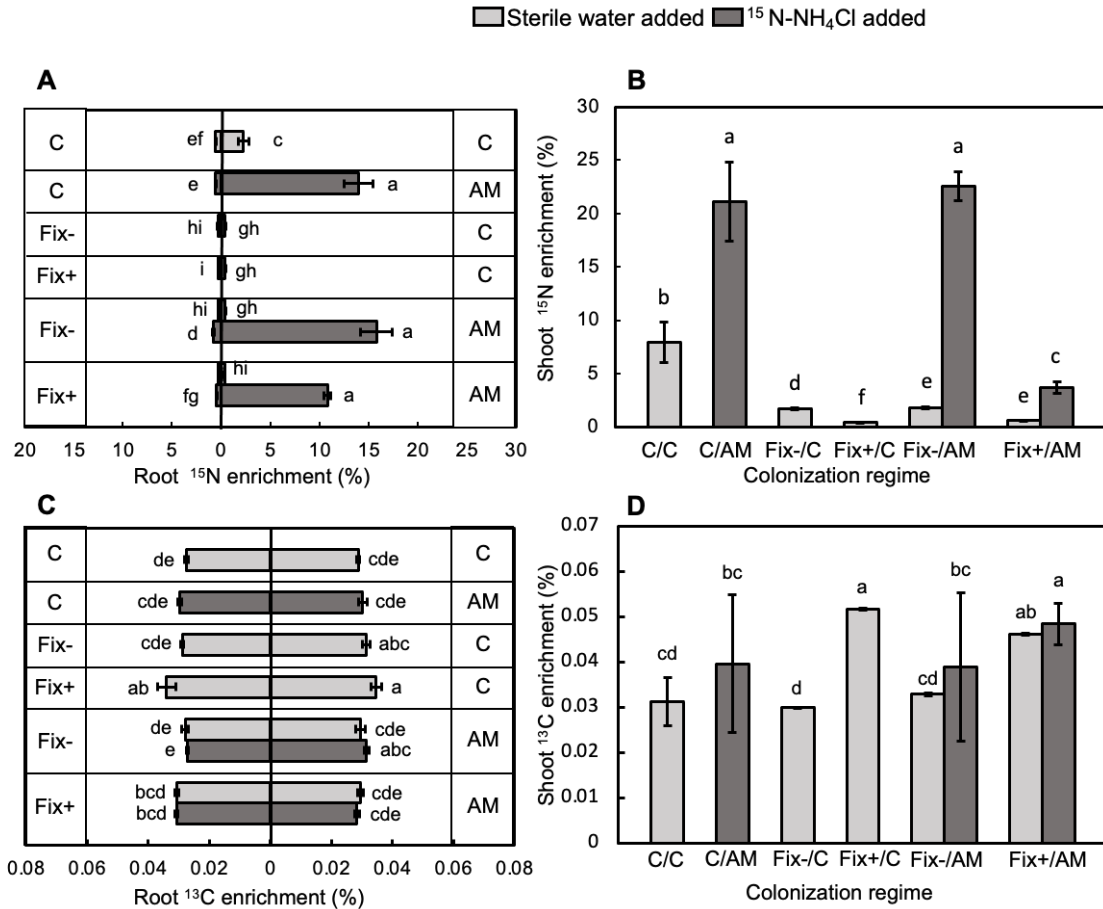 Sterile water added ¹⁵N-NH₄Cl added
A
C ef c C
C e a AM
Fix- hi gh C
Fix+ i gh C
hi gh
Fix- d a AM
hi
Fix+ fg a AM
20 15 10 5 0 5 10 15 20 25 30
Root ¹⁵N enrichment (%)
B
Shoot ¹⁵N enrichment (%)
30
25
20
15
10
5
0
b a d f e a e c
C/C C/AM Fix-/C Fix+/C Fix-/AM Fix+/AM
Colonization regime
C
C de cde C
C cde cde AM
Fix- cde abc C
Fix+ ab a C
de cde
Fix- e abc AM
bcd cde
Fix+ bcd cde AM
0.08 0.06 0.04 0.02 0 0.02 0.04 0.06 0.08
Root ¹³C enrichment (%)
D
Shoot ¹³C enrichment (%)
0.07
0.06
0.05
0.04
0.03
0.02
0.01
0
cd bc d a cd bc ab a
C/C C/AM Fix-/C Fix+/C Fix-/AM Fix+/AM
Colonization regime